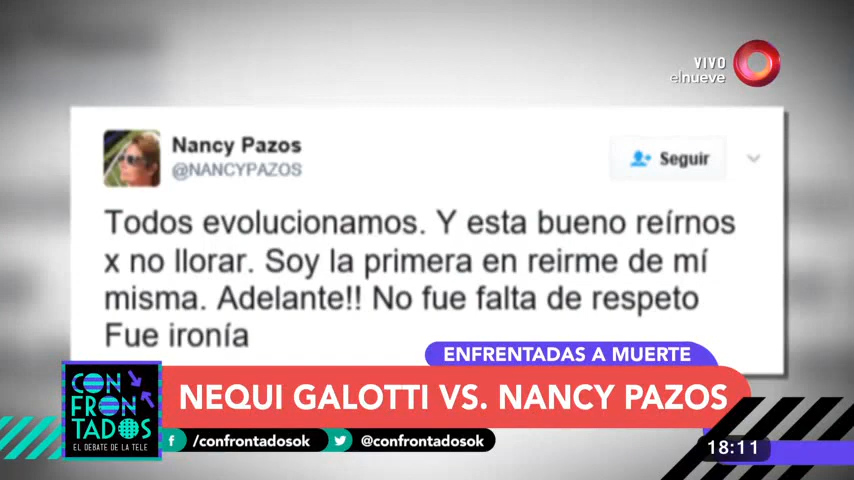 VIVO
elnueve
Nancy Pazos
@NANCYPAZOS
Seguir
Todos evolucionamos. Y esta bueno reírnos
x no llorar. Soy la primera en reirme de mí
misma. Adelante!! No fue falta de respeto
Fue ironía
ENFRENTADAS A MUERTE
NEQUI GALOTTI VS. NANCY PAZOS
CON
FRON
TADOS
EL DEBATE DE LA TELE
f /confrontadosok
@confrontadosok
18:11